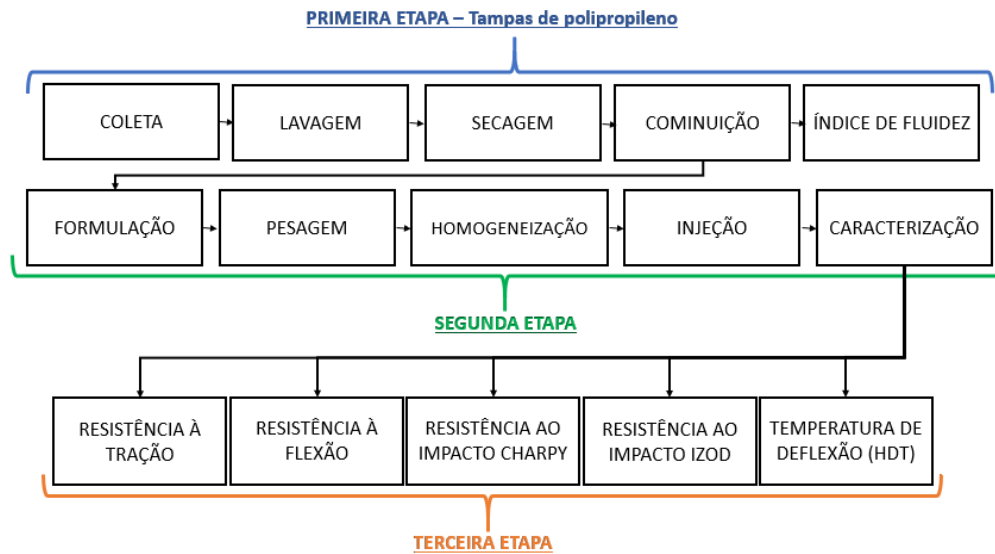 PRIMEIRA ETAPA – Tampas de polipropileno
COLETA
LAVAGEM
SECAGEM
COMINUIÇÃO
ÍNDICE DE FLUIDEZ
FORMULAÇÃO
PESAGEM
HOMOGENEIZAÇÃO
INJEÇÃO
CARACTERIZAÇÃO
SEGUNDA ETAPA
RESISTÊNCIA À
TRAÇÃO
RESISTÊNCIA À
FLEXÃO
RESISTÊNCIA AO
IMPACTO CHARPY
RESISTÊNCIA AO
IMPACTO IZOD
TEMPERATURA DE
DEFLEXÃO (HDT)
TERCEIRA ETAPA